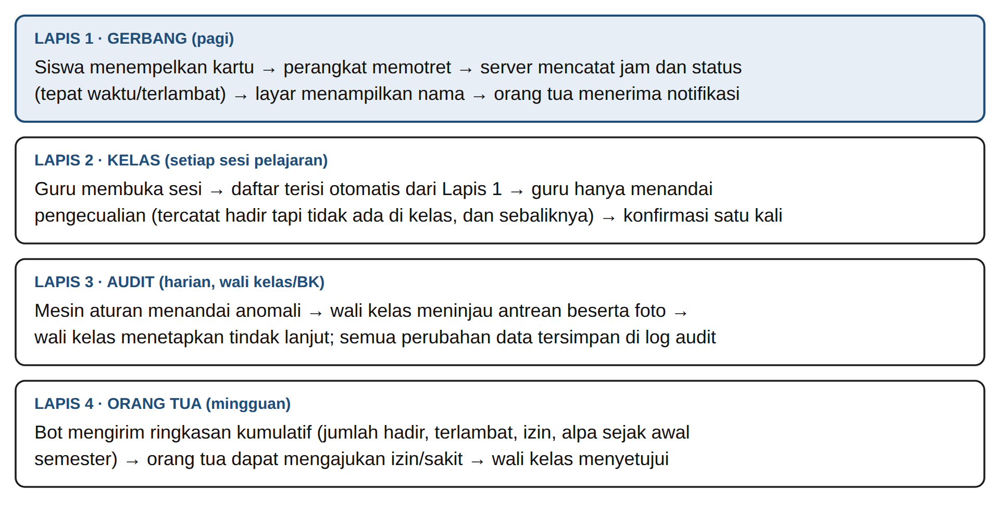 LAPIS 1 · GERBANG (pagi)
Siswa menempelkan kartu → perangkat memotret → server mencatat jam dan status
(tepat waktu/terlambat) → layar menampilkan nama → orang tua menerima notifikasi
LAPIS 2 · KELAS (setiap sesi pelajaran)
Guru membuka sesi → daftar terisi otomatis dari Lapis 1 → guru hanya menandai
pengecualian (tercatat hadir tapi tidak ada di kelas, dan sebaliknya) → konfirmasi satu kali
LAPIS 3 · AUDIT (harian, wali kelas/BK)
Mesin aturan menandai anomali → wali kelas meninjau antrean beserta foto →
wali kelas menetapkan tindak lanjut; semua perubahan data tersimpan di log audit
LAPIS 4 · ORANG TUA (mingguan)
Bot mengirim ringkasan kumulatif (jumlah hadir, terlambat, izin, alpa sejak awal
semester) → orang tua dapat mengajukan izin/sakit → wali kelas menyetujui